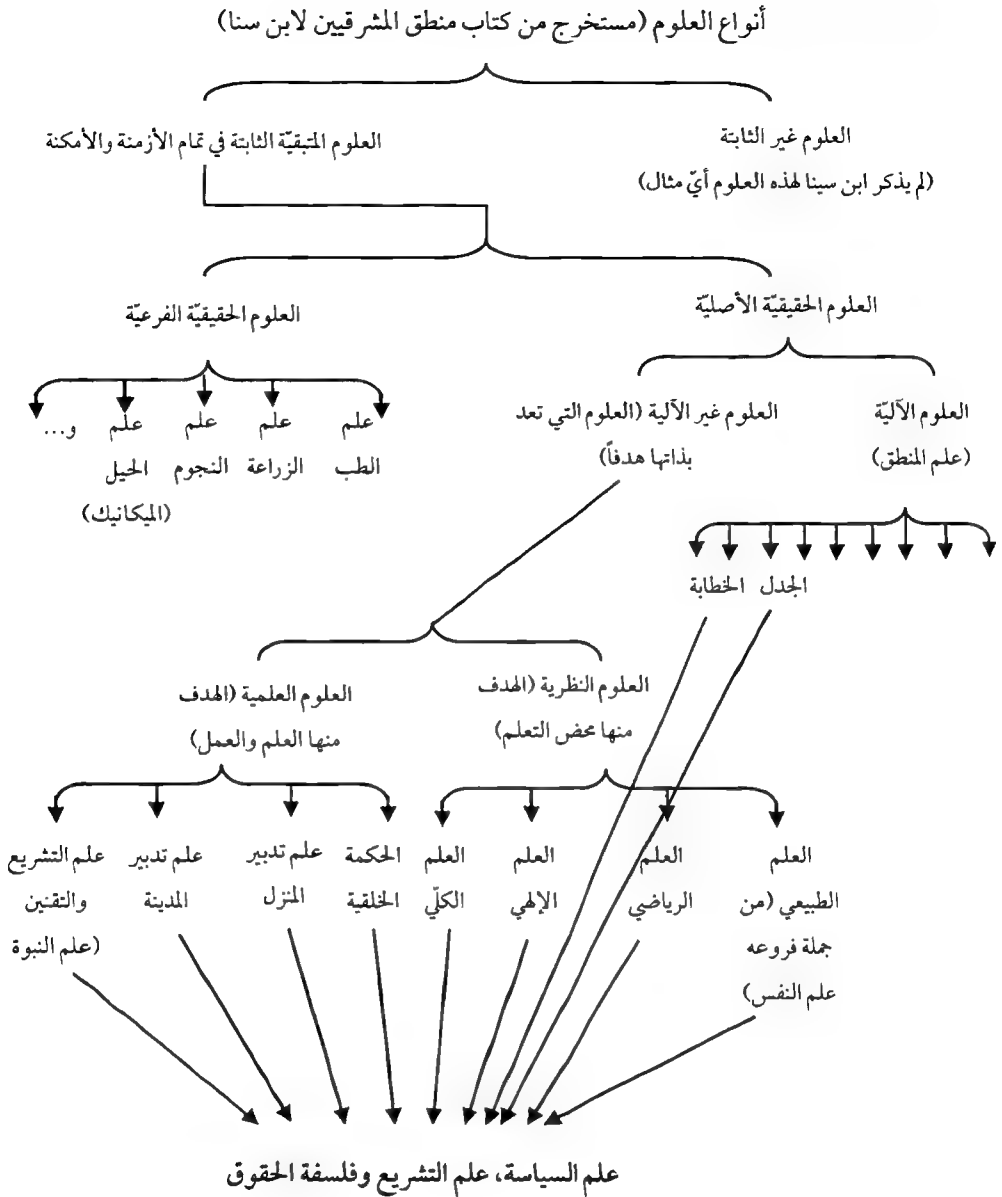 أنواع العلوم (مستخرج من كتاب منطق المشرقيين لابن سنا)
العلوم غير الثابتة
(لم يذكر ابن سينا لهذه العلوم أيّ مثال)
العلوم المتبقيّة الثابتة في تمام الأزمنة والأمكنة
العلوم الحقيقيّة الأصليّة
العلوم الحقيقيّة الفرعيّة
العلوم الآليّة
(علم المنطق)
العلوم غير الآلية (العلوم التي تعد
بذاتها هدفاً)
علم
الطب
علم
الزراعة
علم
النجوم
علم
الحيل
(الميكانيك)
و...
الجدل
الخطابة
العلوم النظرية (الهدف
منها محض التعلم)
العلوم العلمية (الهدف
منها العلم والعمل)
العلم
الطبيعي (من
جملة فروعه
علم النفس)
العلم
الرياضي
العلم
الإلهي
العلم
الكلّي
الحكمة
الخلقية
علم تدبير
المنزل
علم تدبير
المدينة
علم التشريع
والتقنين
(علم النبوة
علم السياسة، علم التشريع وفلسفة الحقوق